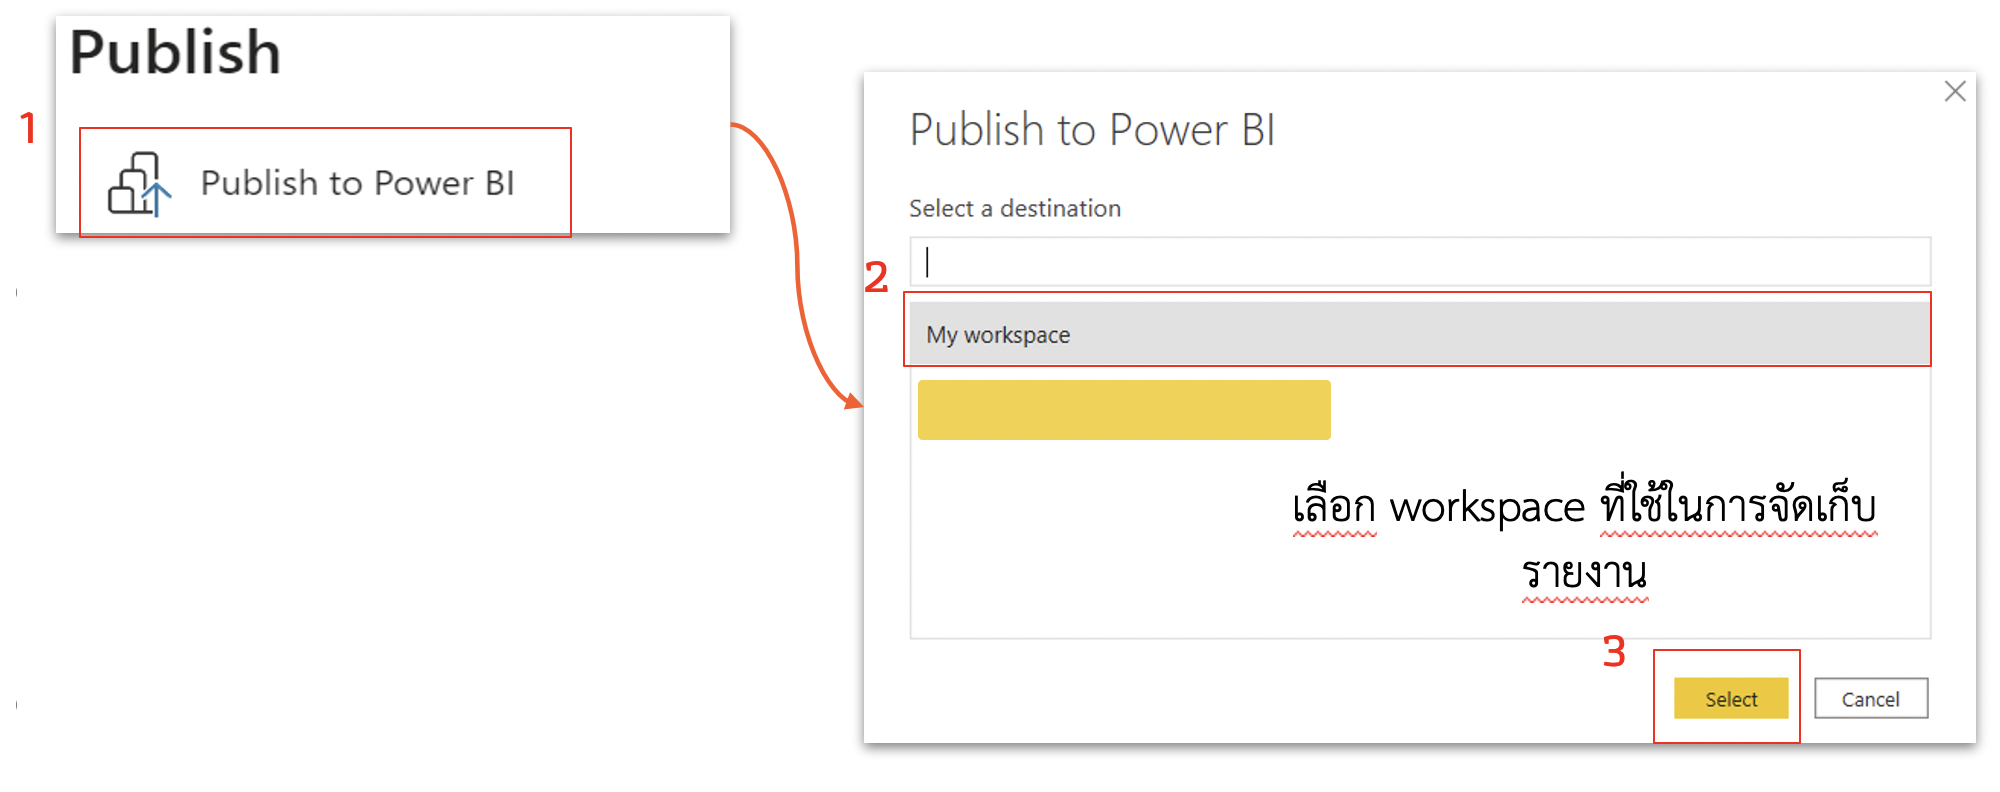 Publish
1
Publish to Power BI
Publish to Power BI
Select a destination
2
My workspace
เลือก workspace ที่ใช้ในการจัดเก็บ
รายงาน
3
Select
Cancel